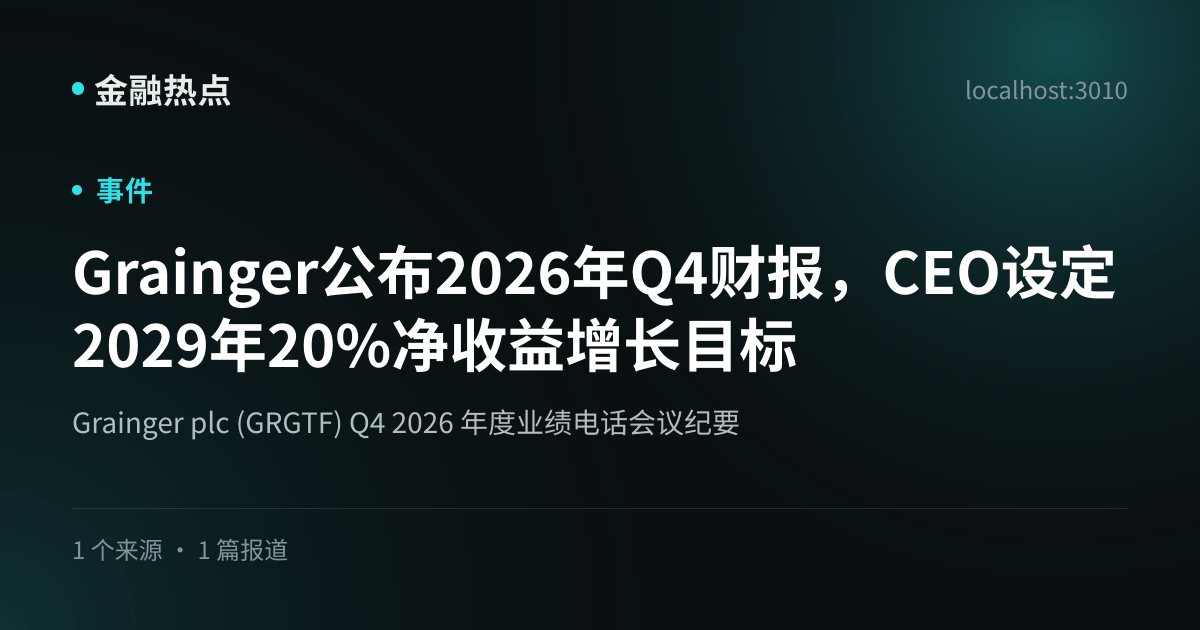 金融热点
localhost:3010
事件
Grainger公布2026年Q4财报，CEO设定
2029年20%净收益增长目标
Grainger plc (GRGTF) Q4 2026 年度业绩电话会议纪要
1 个来源 · 1 篇报道